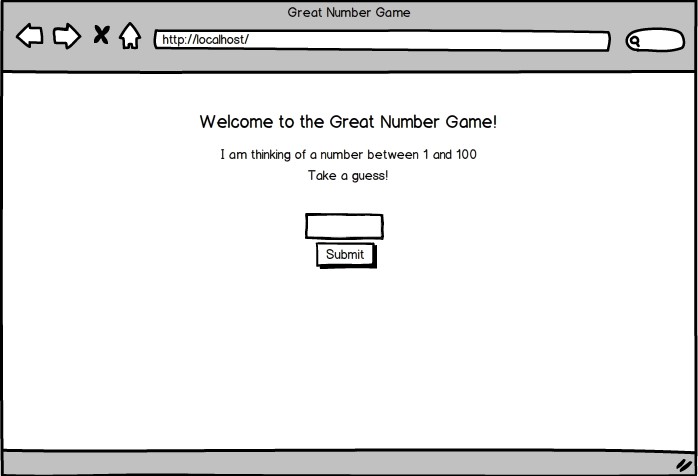 Great Number Game
http://localhost/
Welcome to the Great Number Game!
I am thinking of a number between 1 and 100
Take a guess!
Submit